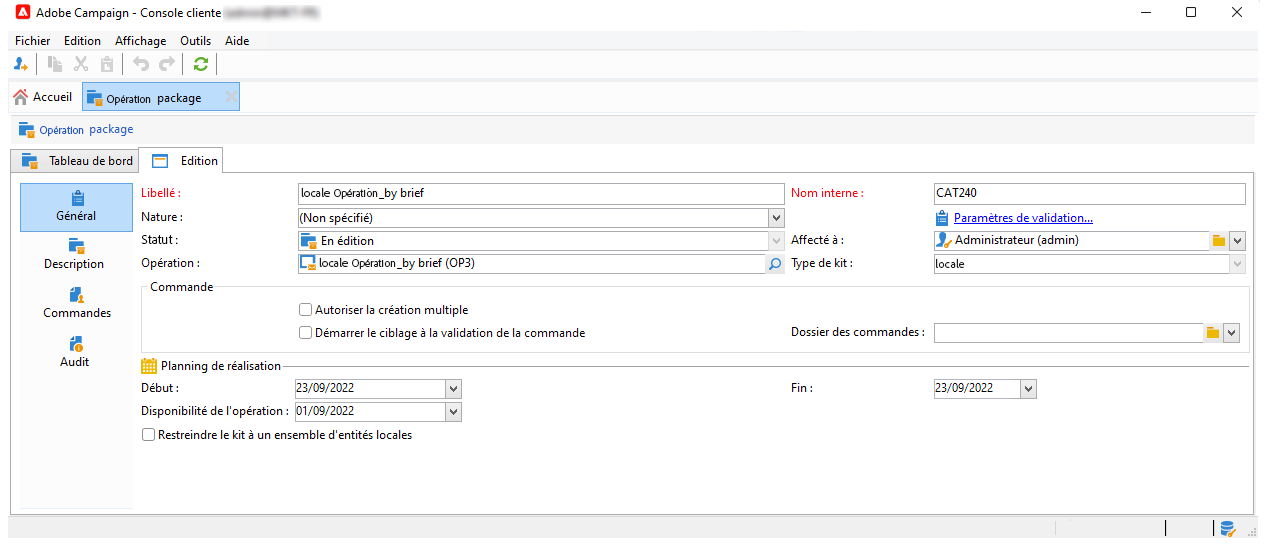 Adobe Campaign - Console cliente
Fichier Edition Affichage Outils Aide
Accueil Opération package
Opération package
Tableau de bord Edition
Général
Description
Commandes
Audit
Libellé : locale Opération_by brief Nom interne : CAT240
Nature : (Non spécifié) Paramètres de validation...
Statut : En édition Affecté à : Administrateur (admin)
Opération : locale Opération_by brief (OP3) Type de kit : locale
Commande
Autoriser la création multiple
Démarrer le ciblage à la validation de la commande Dossier des commandes :
Planning de réalisation
Début : 23/09/2022 Fin : 23/09/2022
Disponibilité de l'opération : 01/09/2022
Restreindre le kit à un ensemble d'entités locales